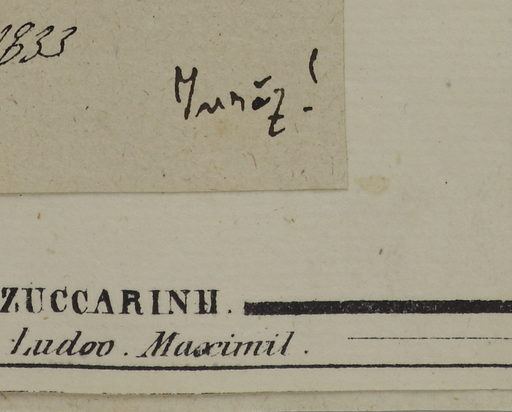 1833
ZUCCARINII.
Ludov. Maximil.